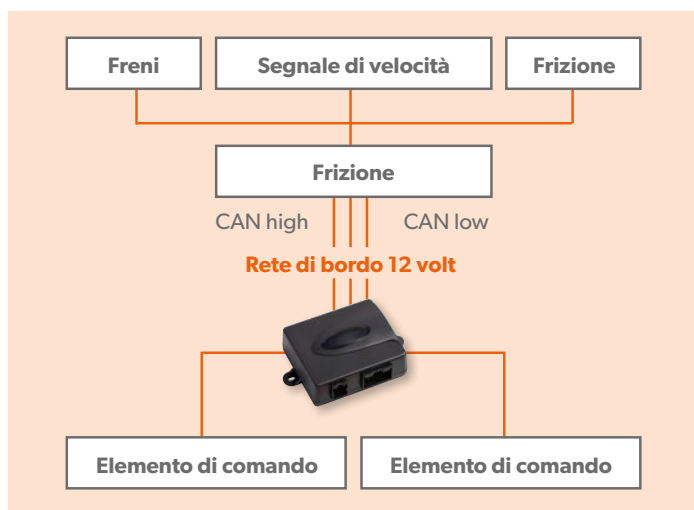 Freni
Segnale di velocità
Frizione
Frizione
CAN high
CAN low
Rete di bordo 12 volt
Elemento di comando
Elemento di comando